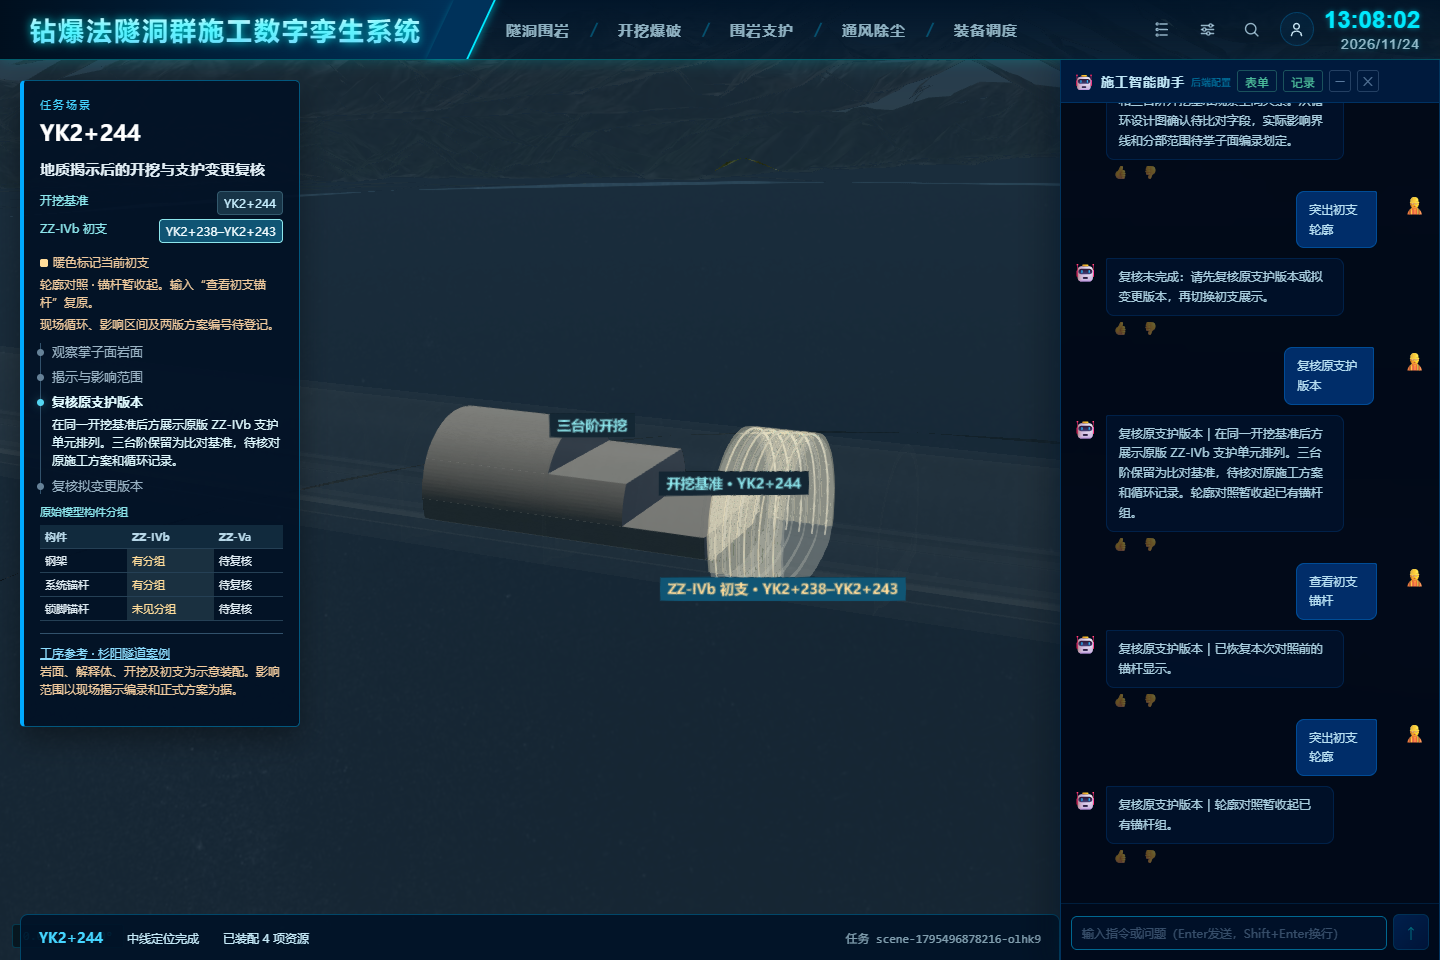 钻爆法隧洞群施工数字孪生系统
隧洞围岩 / 开挖爆破 / 围岩支护 / 通风除尘 / 装备调度
13:08:02
2026/11/24
任务场景
YK2+244
地质揭示后的开挖与支护变更复核
开挖基准 YK2+244
ZZ-IVb 初支 YK2+238—YK2+243
暖色标记当前初支
轮廓对照 · 锚杆暂收起。输入“查看初支锚
杆”复原。
现场循环、影响区间及两版方案编号待登记。
观察掌子面岩面
揭示与影响范围
复核原支护版本
在同一开挖基准后方展示原版 ZZ-IVb 支护
单元排列。三台阶保留为比对基准，待核对
原施工方案和循环记录。
复核拟变更版本
原始模型构件分组
构件 ZZ-IVb ZZ-Va
钢架 有分组 待复核
系统锚杆 有分组 待复核
锁脚锚杆 未见分组 待复核
工序参考 · 杉阳隧道案例
岩面、解释体、开挖及初支为示意装配。影响
范围以现场揭示编录和正式方案为据。
三台阶开挖
开挖基准 • YK2+244
ZZ-IVb 初支 • YK2+238—YK2+243
YK2+244 中线定位完成 已装配 4 项资源
任务 scene-1795496878216-olhk9
施工智能助手 后端配置 表单 记录
环设计图确认待比对字段，实际影响界
线和分部范围待掌子面编录划定。
突出初支
轮廓
复核未完成：请先复核原支护版本或拟
变更版本，再切换初支展示。
复核原支护
版本
复核原支护版本 | 在同一开挖基准后方
展示原版 ZZ-IVb 支护单元排列。三台
阶保留为比对基准，待核对原施工方案
和循环记录。轮廓对照暂收起已有锚杆
组。
查看初支
锚杆
复核原支护版本 | 已恢复本次对照前的
锚杆显示。
突出初支
轮廓
复核原支护版本 | 轮廓对照暂收起已
有锚杆组。
输入指令或问题（Enter发送，Shift+Enter换行）